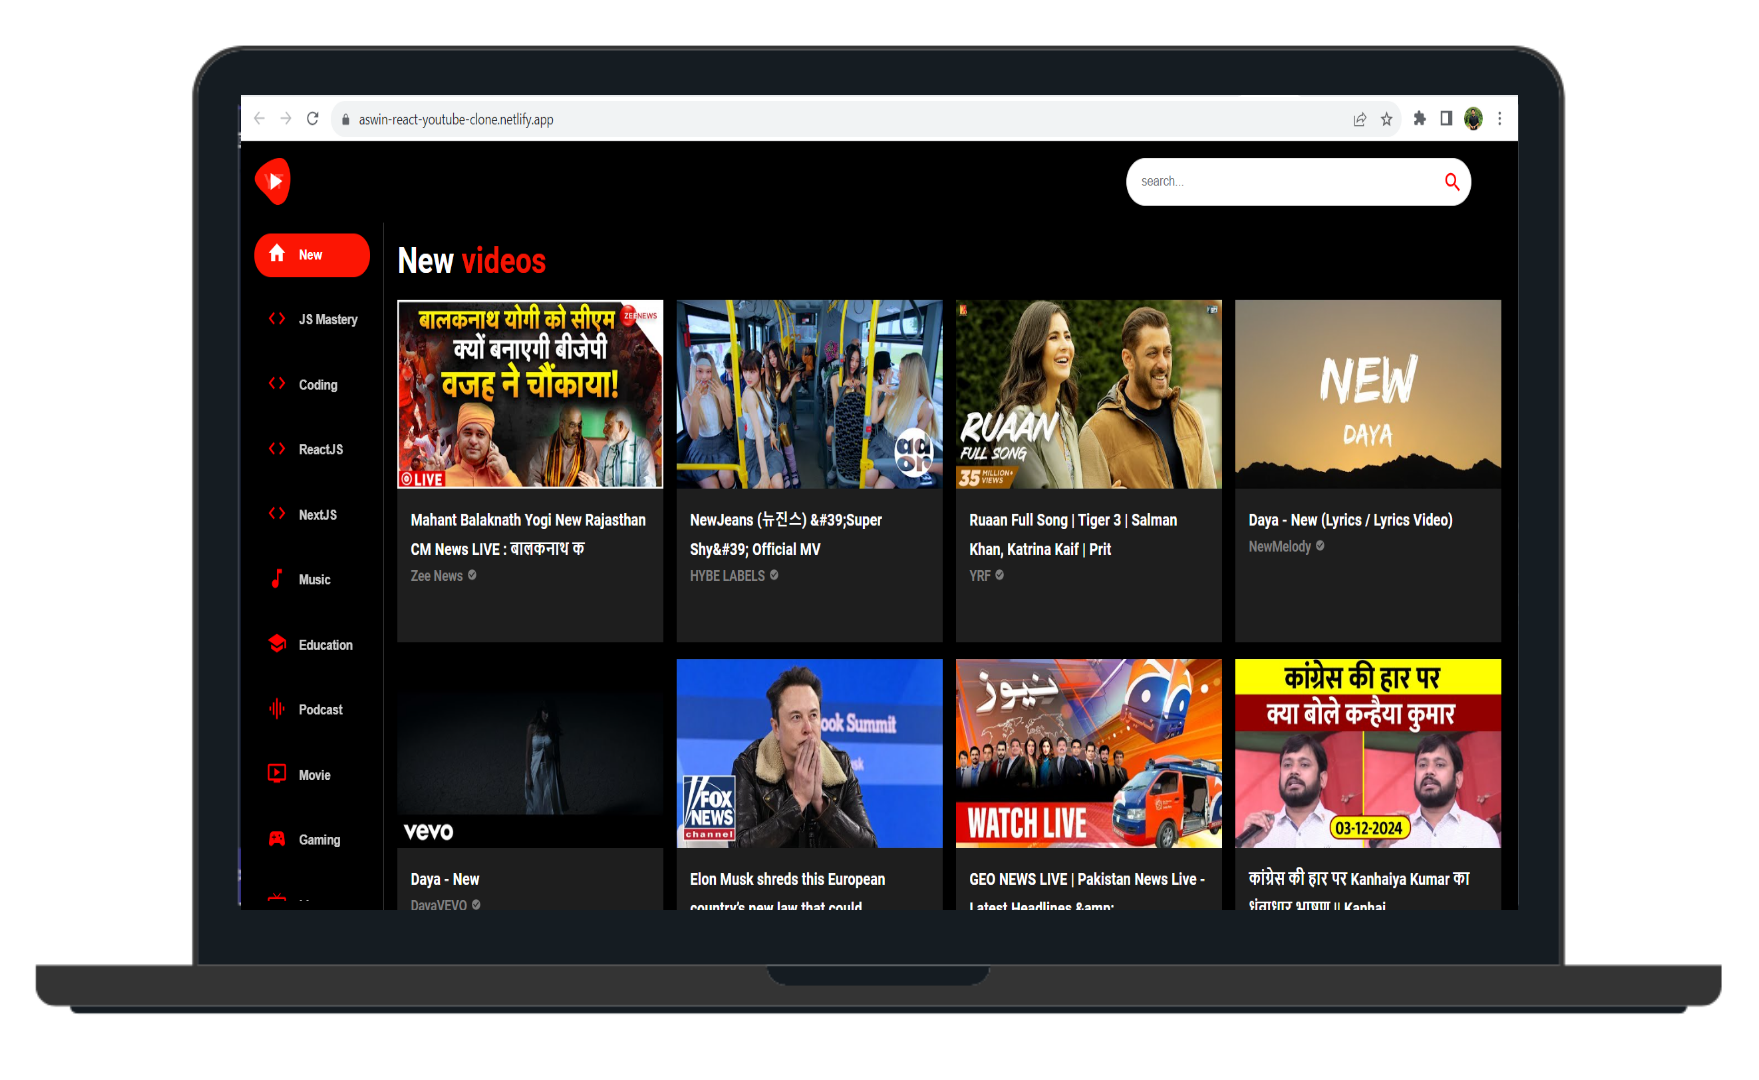 aswin-react-youtube-clone.netlify.app
search...
New
JS Mastery
Coding
ReactJS
NextJS
Music
Education
Podcast
Movie
Gaming
New videos
बालकनाथ योगी को सीएम
ZEE NEWS
क्यों बनाएगी बीजेपी
वजह ने चौंकाया!
LIVE
Mahant Balaknath Yogi New Rajasthan
CM News LIVE : बालकनाथ क
Zee News
ad
or
NewJeans (뉴진스) &#39;Super
Shy&#39; Official MV
HYBE LABELS
RUAAN
FULL SONG
35 MILLION+
VIEWS
Ruaan Full Song | Tiger 3 | Salman
Khan, Katrina Kaif | Prit
YRF
NEW
DAYA
Daya - New (Lyrics / Lyrics Video)
NewMelody
vevo
Daya - New
DayaVEVO
ook Summit
FOX
NEWS
channel
Elon Musk shreds this European
country's new law that could
نیوز
WATCH LIVE
GEO NEWS LIVE | Pakistan News Live -
Latest Headlines &amp;
कांग्रेस की हार पर
क्या बोले कन्हैया कुमार
03-12-2024
कांग्रेस की हार पर Kanhaiya Kumar का
धुंआधार भाषण || Kanhai